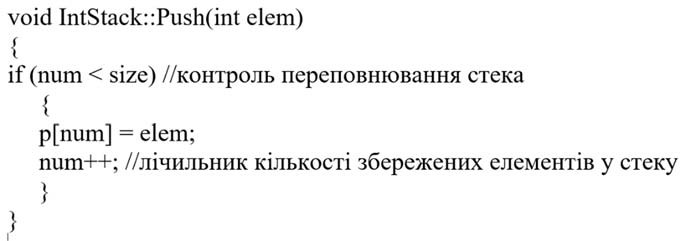 void IntStack::Push(int elem)
{
if (num < size) //контроль переповнювання стека
{
p[num] = elem;
num++; //лічильник кількості збережених елементів у стеку
}
}